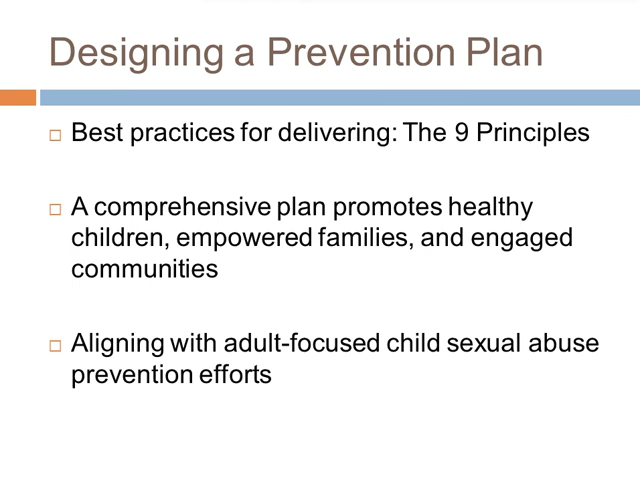 Designing a Prevention Plan
Best practices for delivering: The 9 Principles
A comprehensive plan promotes healthy
children, empowered families, and engaged
communities
Aligning with adult-focused child sexual abuse
prevention efforts